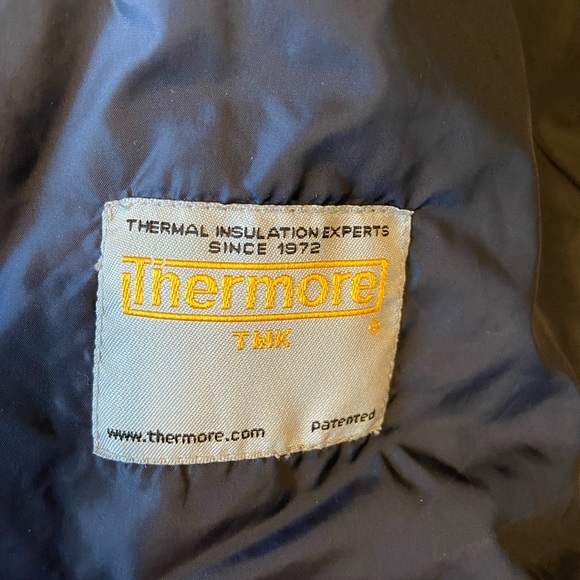 THERMAL INSULATION EXPERTS
SINCE 1972
Thermore
®
TWK
www.thermore.com
Patented